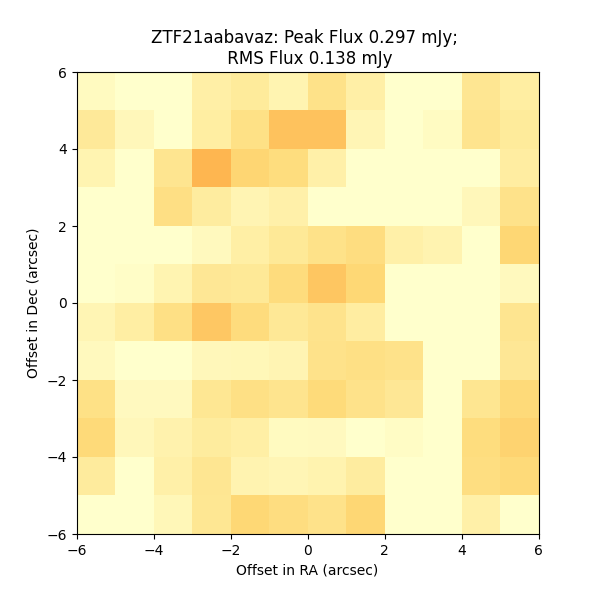 ZTF21aabavaz: Peak Flux 0.297 mJy;
RMS Flux 0.138 mJy
6
4
2
0
−2
−4
−6
Offset in Dec (arcsec)
−6 −4 −2 0 2 4 6
Offset in RA (arcsec)